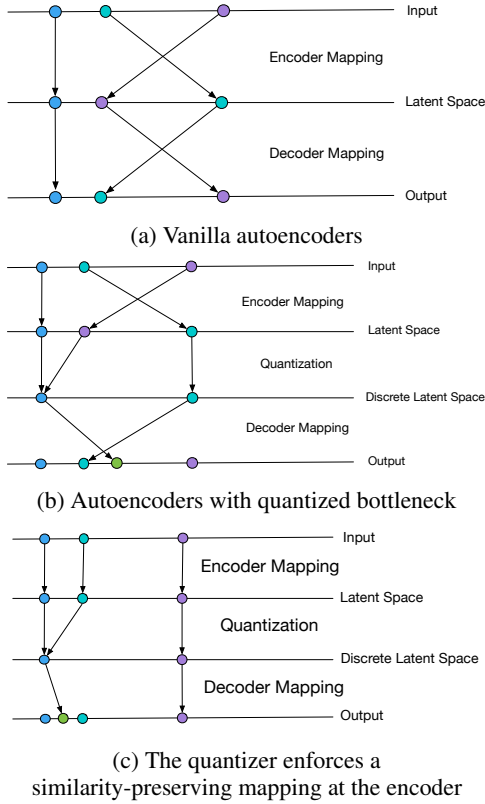 Input
Encoder Mapping
Latent Space
Decoder Mapping
Output
(a) Vanilla autoencoders
Input
Encoder Mapping
Latent Space
Quantization
Discrete Latent Space
Decoder Mapping
Output
(b) Autoencoders with quantized bottleneck
Input
Encoder Mapping
Latent Space
Quantization
Discrete Latent Space
Decoder Mapping
Output
(c) The quantizer enforces a
similarity-preserving mapping at the encoder